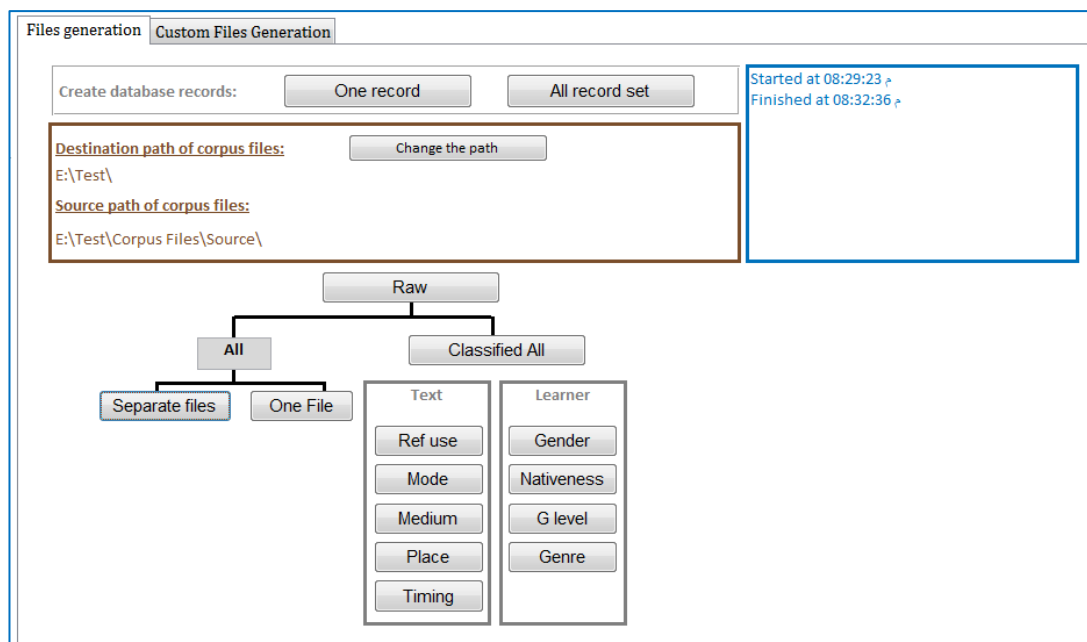 Files generation Custom Files Generation
Create database records: One record All record set
Started at 08:29:23 م
Finished at 08:32:36 م
Destination path of corpus files: Change the path
E:\Test\
Source path of corpus files:
E:\Test\Corpus Files\Source\
Raw
All Classified All
Separate files One File
Text
Ref use
Mode
Medium
Place
Timing
Learner
Gender
Nativeness
G level
Genre